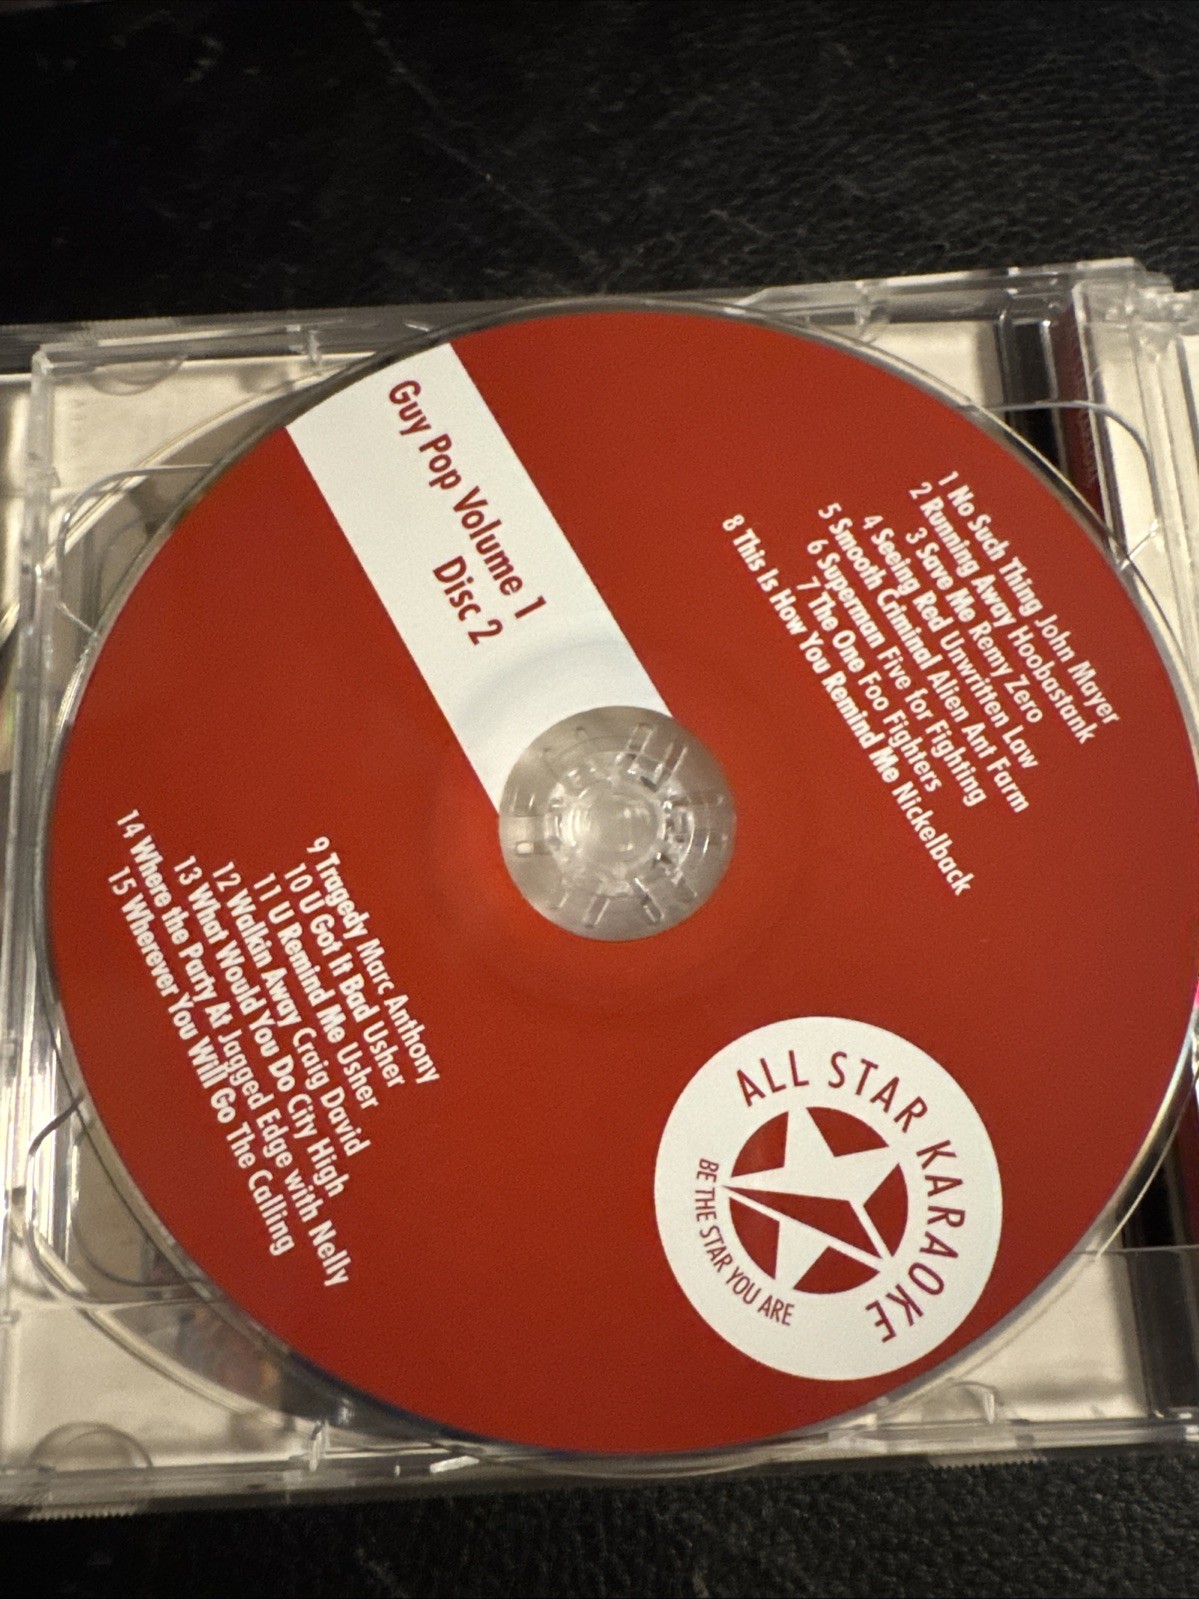 Guy Pop Volume 1
Disc 2
1 No Such Thing John Mayer
2 Running Away Hoobastank
3 Save Me Remy Zero
4 Seeing Red Unwritten Law
5 Smooth Criminal Alien Ant Farm
6 Superman Five for Fighting
7 The One Foo Fighters
8 This Is How You Remind Me Nickelback
9 Tragedy Marc Anthony
10 U Got It Bad Usher
11 U Remind Me Usher
12 Walkin Away Craig David
13 What Would You Do City High
14 Where the Party At Jagged Edge with Nelly
15 Wherever You Will Go The Calling
ALL STAR KARAOKE
BE THE STAR YOU ARE